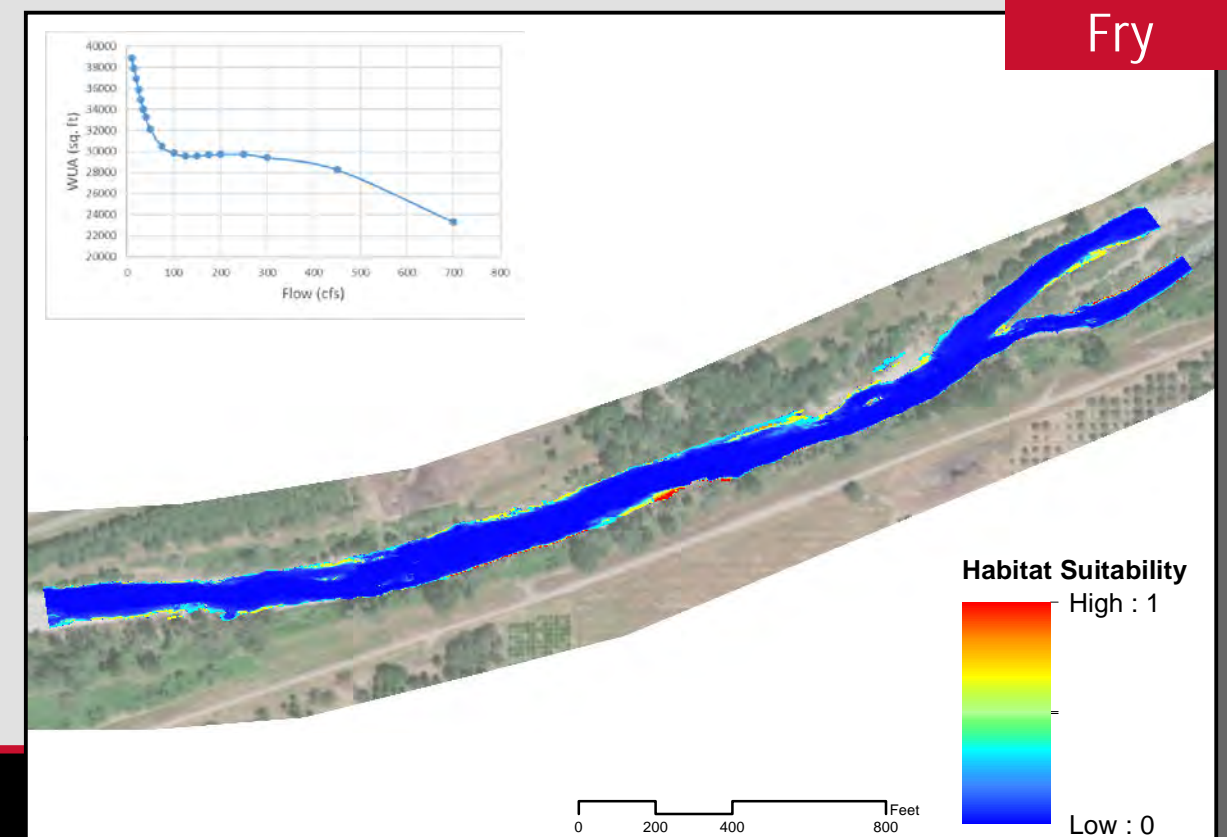 Fry
40000
38000
36000
34000
32000
30000
28000
26000
24000
22000
20000
WUA (sq. ft)
0 100 200 300 400 500 600 700 800
Flow (cfs)
Habitat Suitability
High : 1
Low : 0
Feet
0 200 400 800